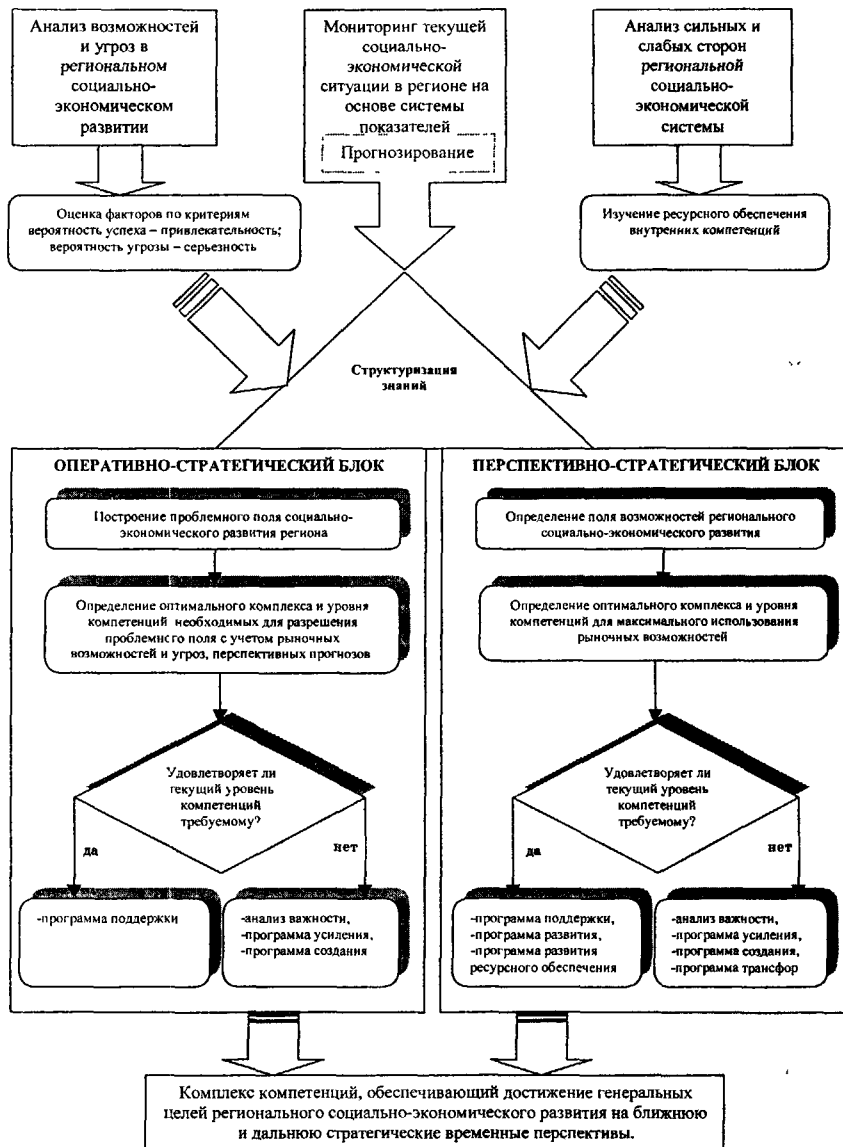 Анализ возможностей
и угроз в
региональном
социально-
экономическом
развитии
Мониторинг текущей
социально-
экономической
ситуации в регионе на
основе системы
показателей
Прогнозирование
Анализ сильных и
слабых сторон
региональной
социально-
экономической
системы
Оценка факторов по критериям
вероятность успеха – привлекательность;
вероятность угрозы – серьезность
Изучение ресурсного обеспечения
внутренних компетенций
Структуризация
знаний
ОПЕРАТИВНО-СТРАТЕГИЧЕСКИЙ БЛОК
Построение проблемного поля социально-
экономического развития региона
Определение оптимального комплекса и уровня
компетенций необходимых для разрешения
проблемного поля с учетом рыночных
возможностей и угроз, перспективных прогнозов
Удовлетворяет ли
текущий уровень
компетенций
требуемому?
да
нет
-программа поддержки
-анализ важности,
-программа усиления,
-программа создания
ПЕРСПЕКТИВНО-СТРАТЕГИЧЕСКИЙ БЛОК
Определение поля возможностей регионального
социально-экономического развития
Определение оптимального комплекса и уровня
компетенций для максимального использования
рыночных возможностей
Удовлетворяет ли
текущий уровень
компетенций
требуемому?
да
нет
-программа поддержки,
-программа развития,
-программа развития
ресурсного обеспечения
-анализ важности,
-программа усиления,
-программа создания,
-программа трансфор
Комплекс компетенций, обеспечивающий достижение генеральных
целей регионального социально-экономического развития на ближнюю
и дальнюю стратегические временные перспективы.